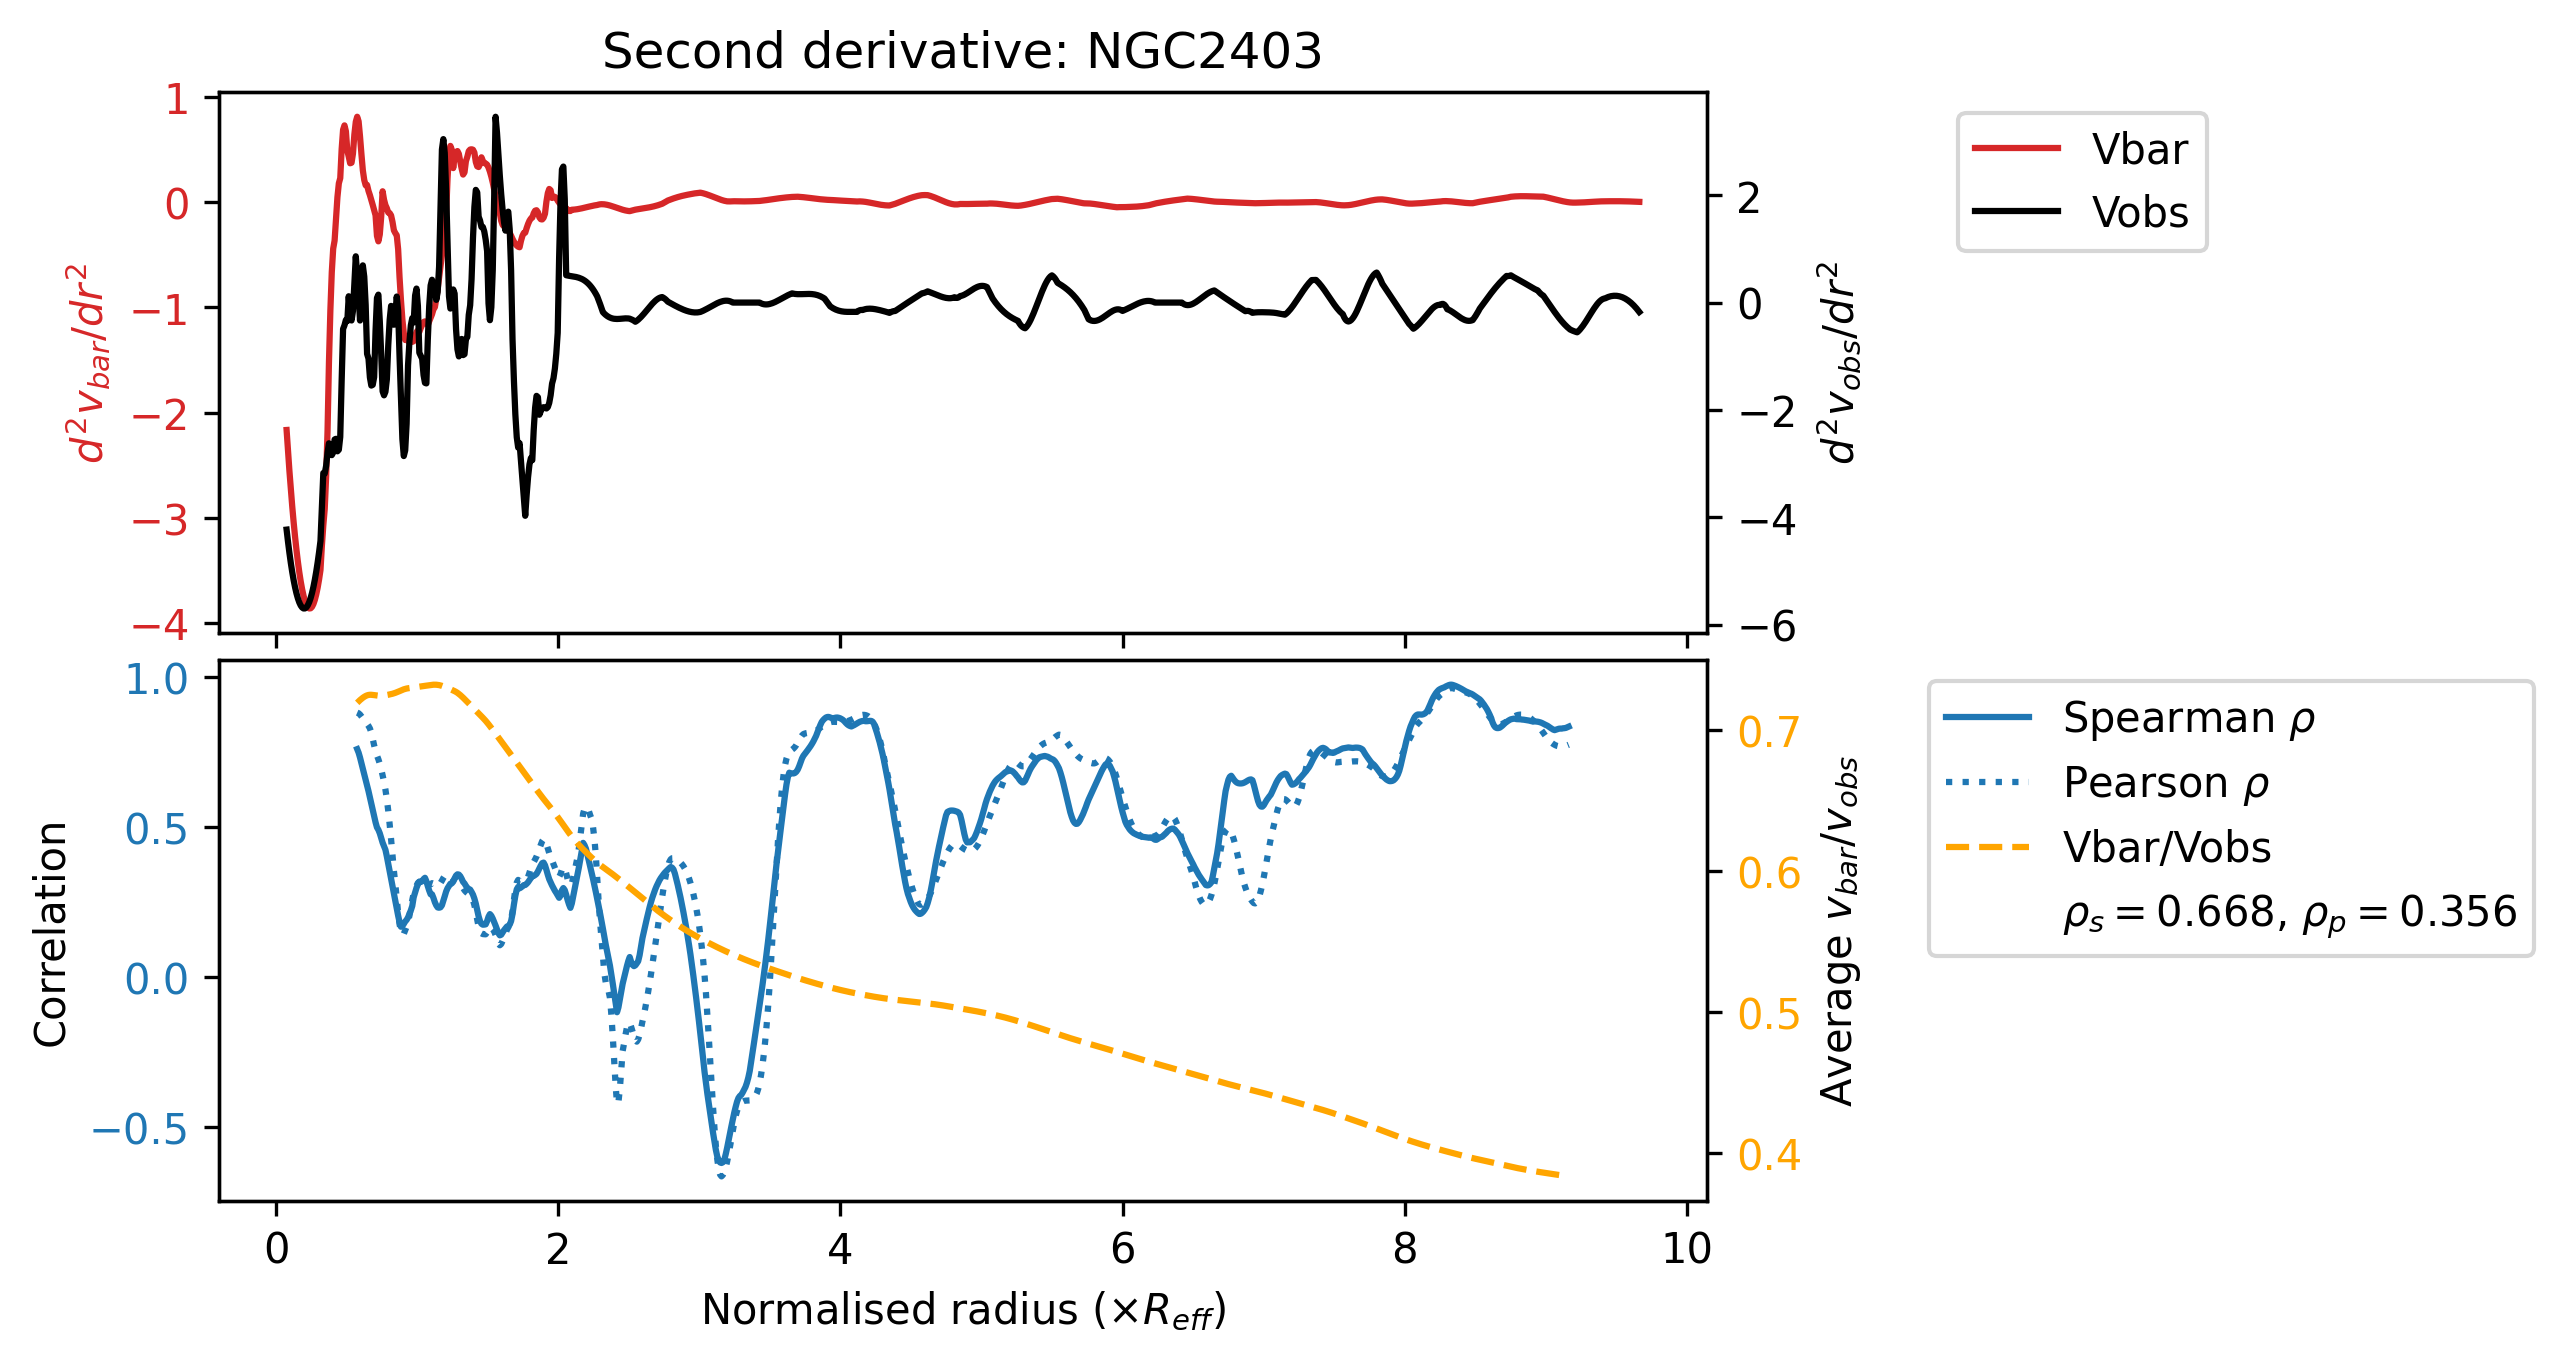 Second derivative: NGC2403
1
0
−1
−2
−3
−4
d²v_bar/dr²
2
0
−2
−4
−6
d²v_obs/dr²
Vbar
Vobs
1.0
0.5
0.0
−0.5
Correlation
0.7
0.6
0.5
0.4
Average v_bar/v_obs
Spearman ρ
Pearson ρ
Vbar/Vobs
ρ_s = 0.668, ρ_p = 0.356
0 2 4 6 8 10
Normalised radius (×R_eff)